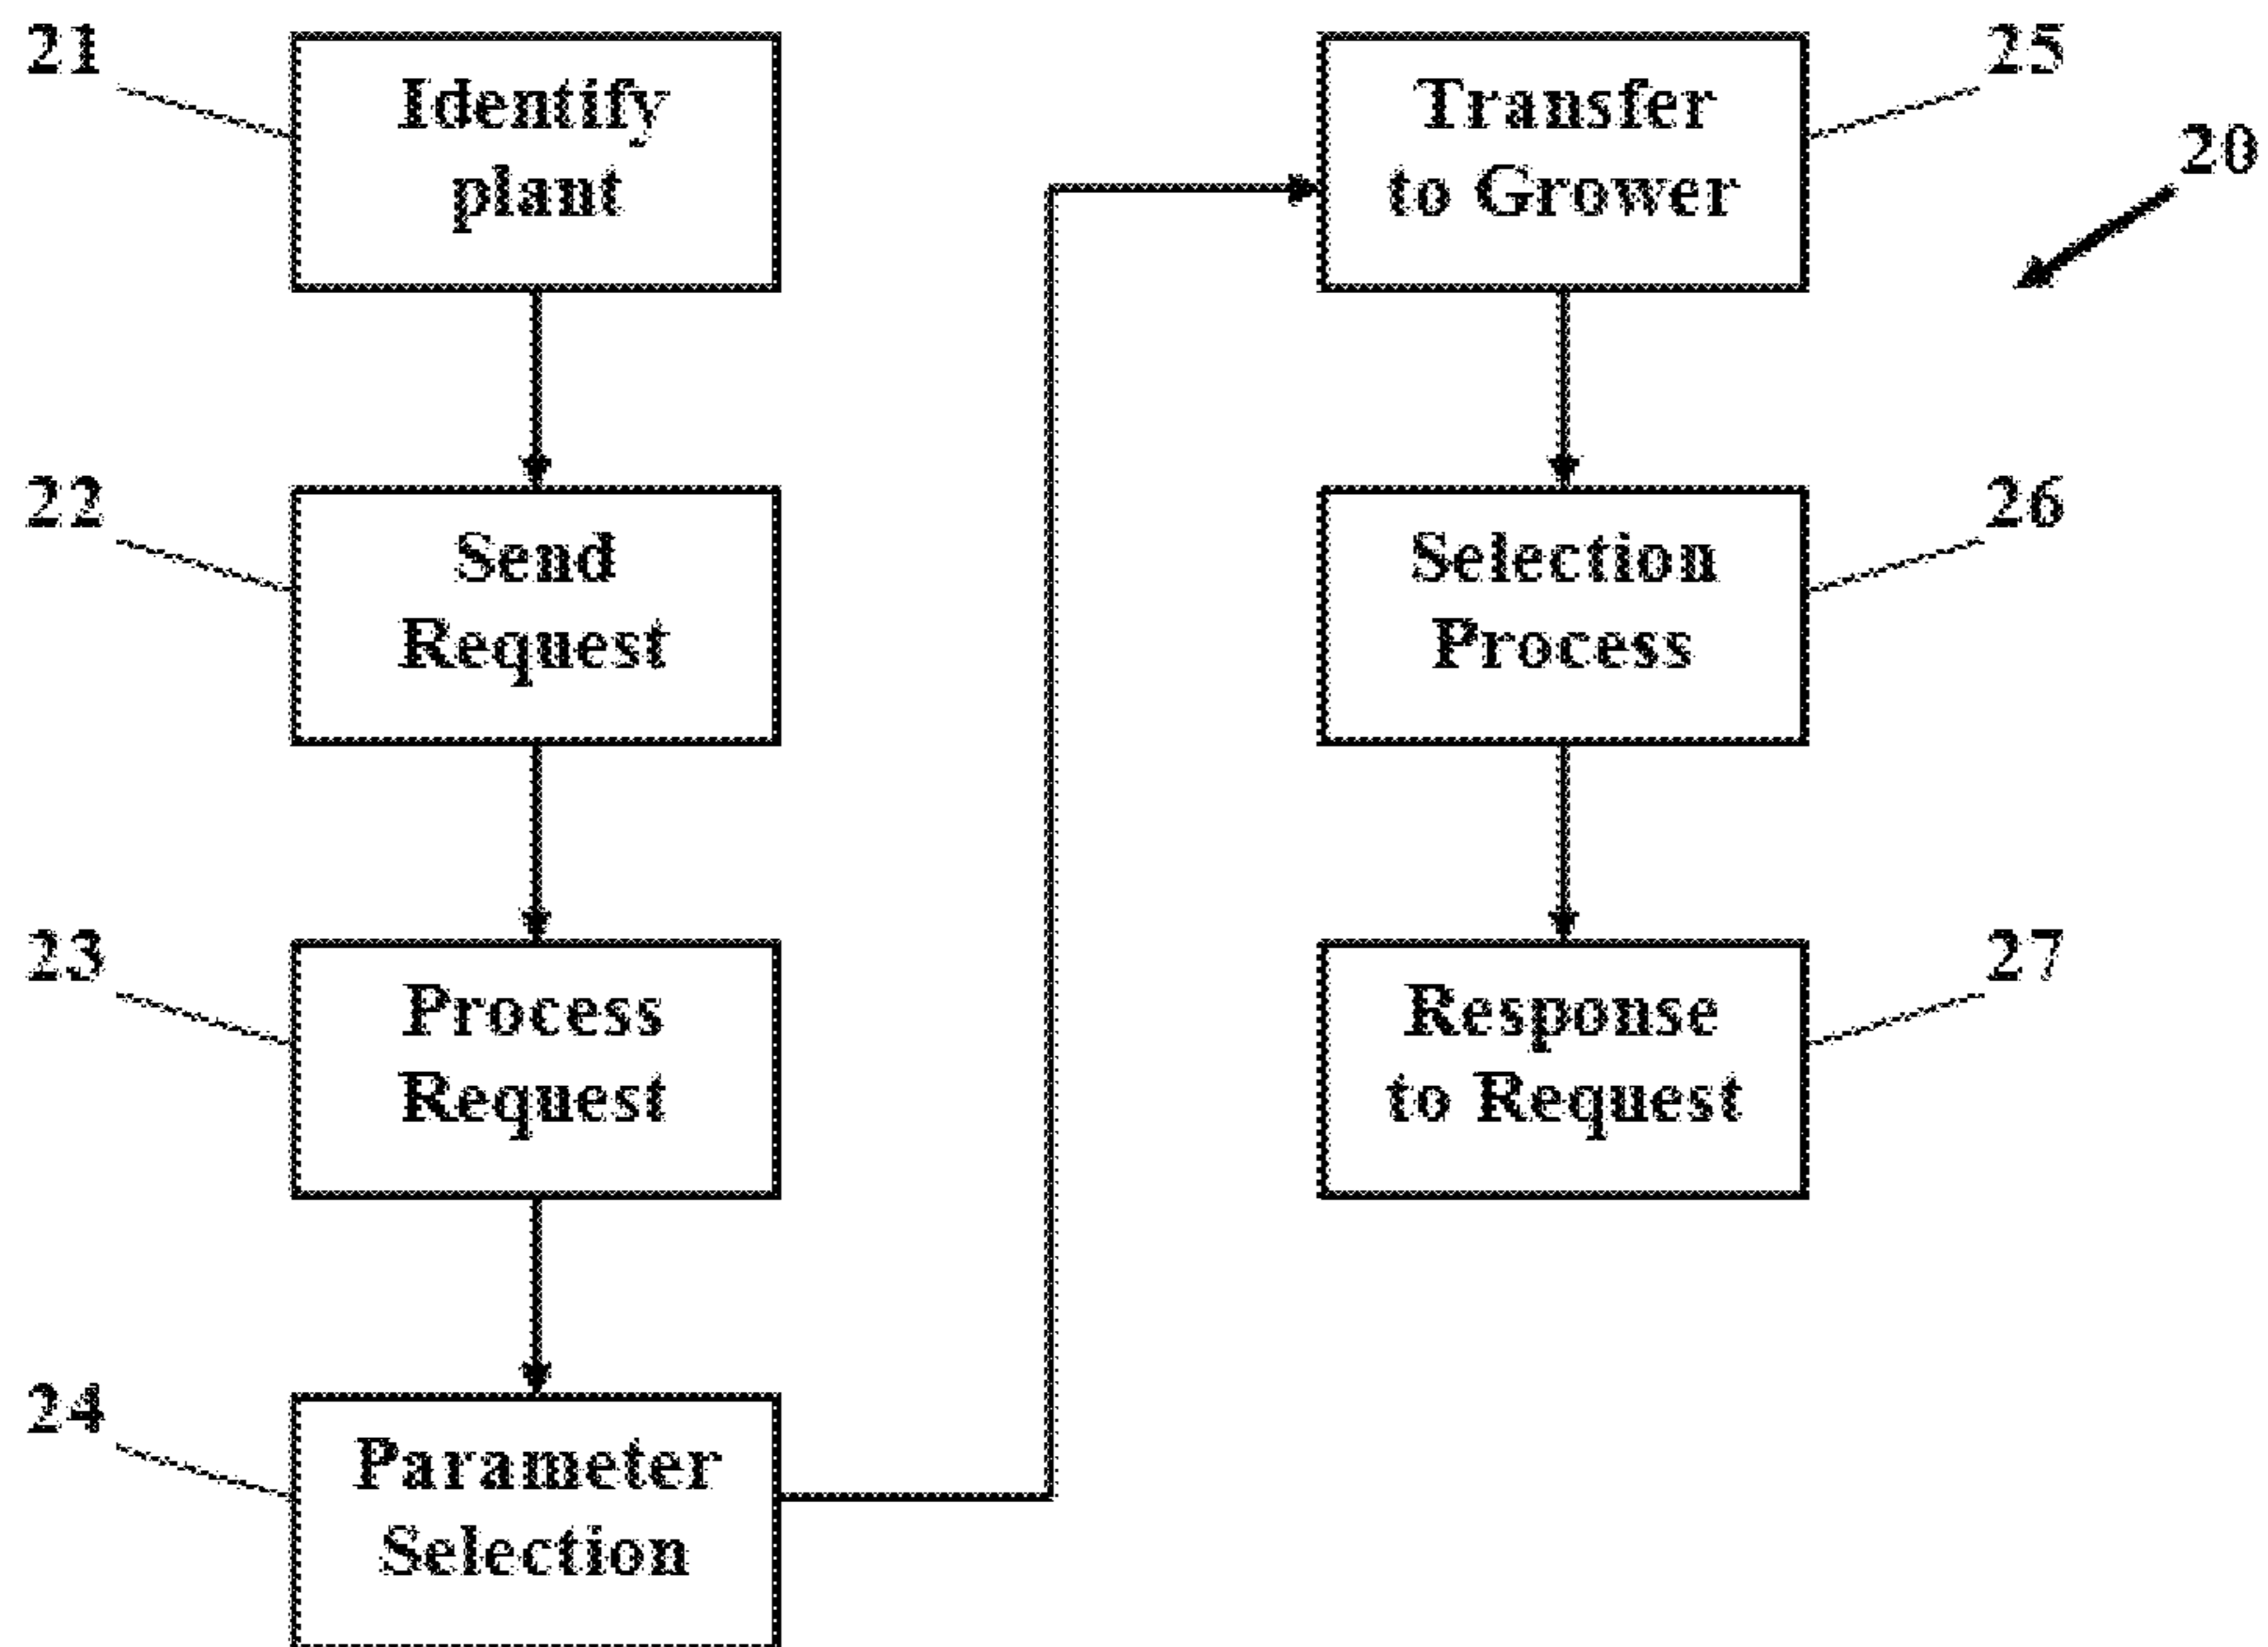 21
Identify
plant
22
Send
Request
23
Process
Request
24
Parameter
Selection
25
Transfer
to Grower
20
26
Selection
Process
27
Response
to Request